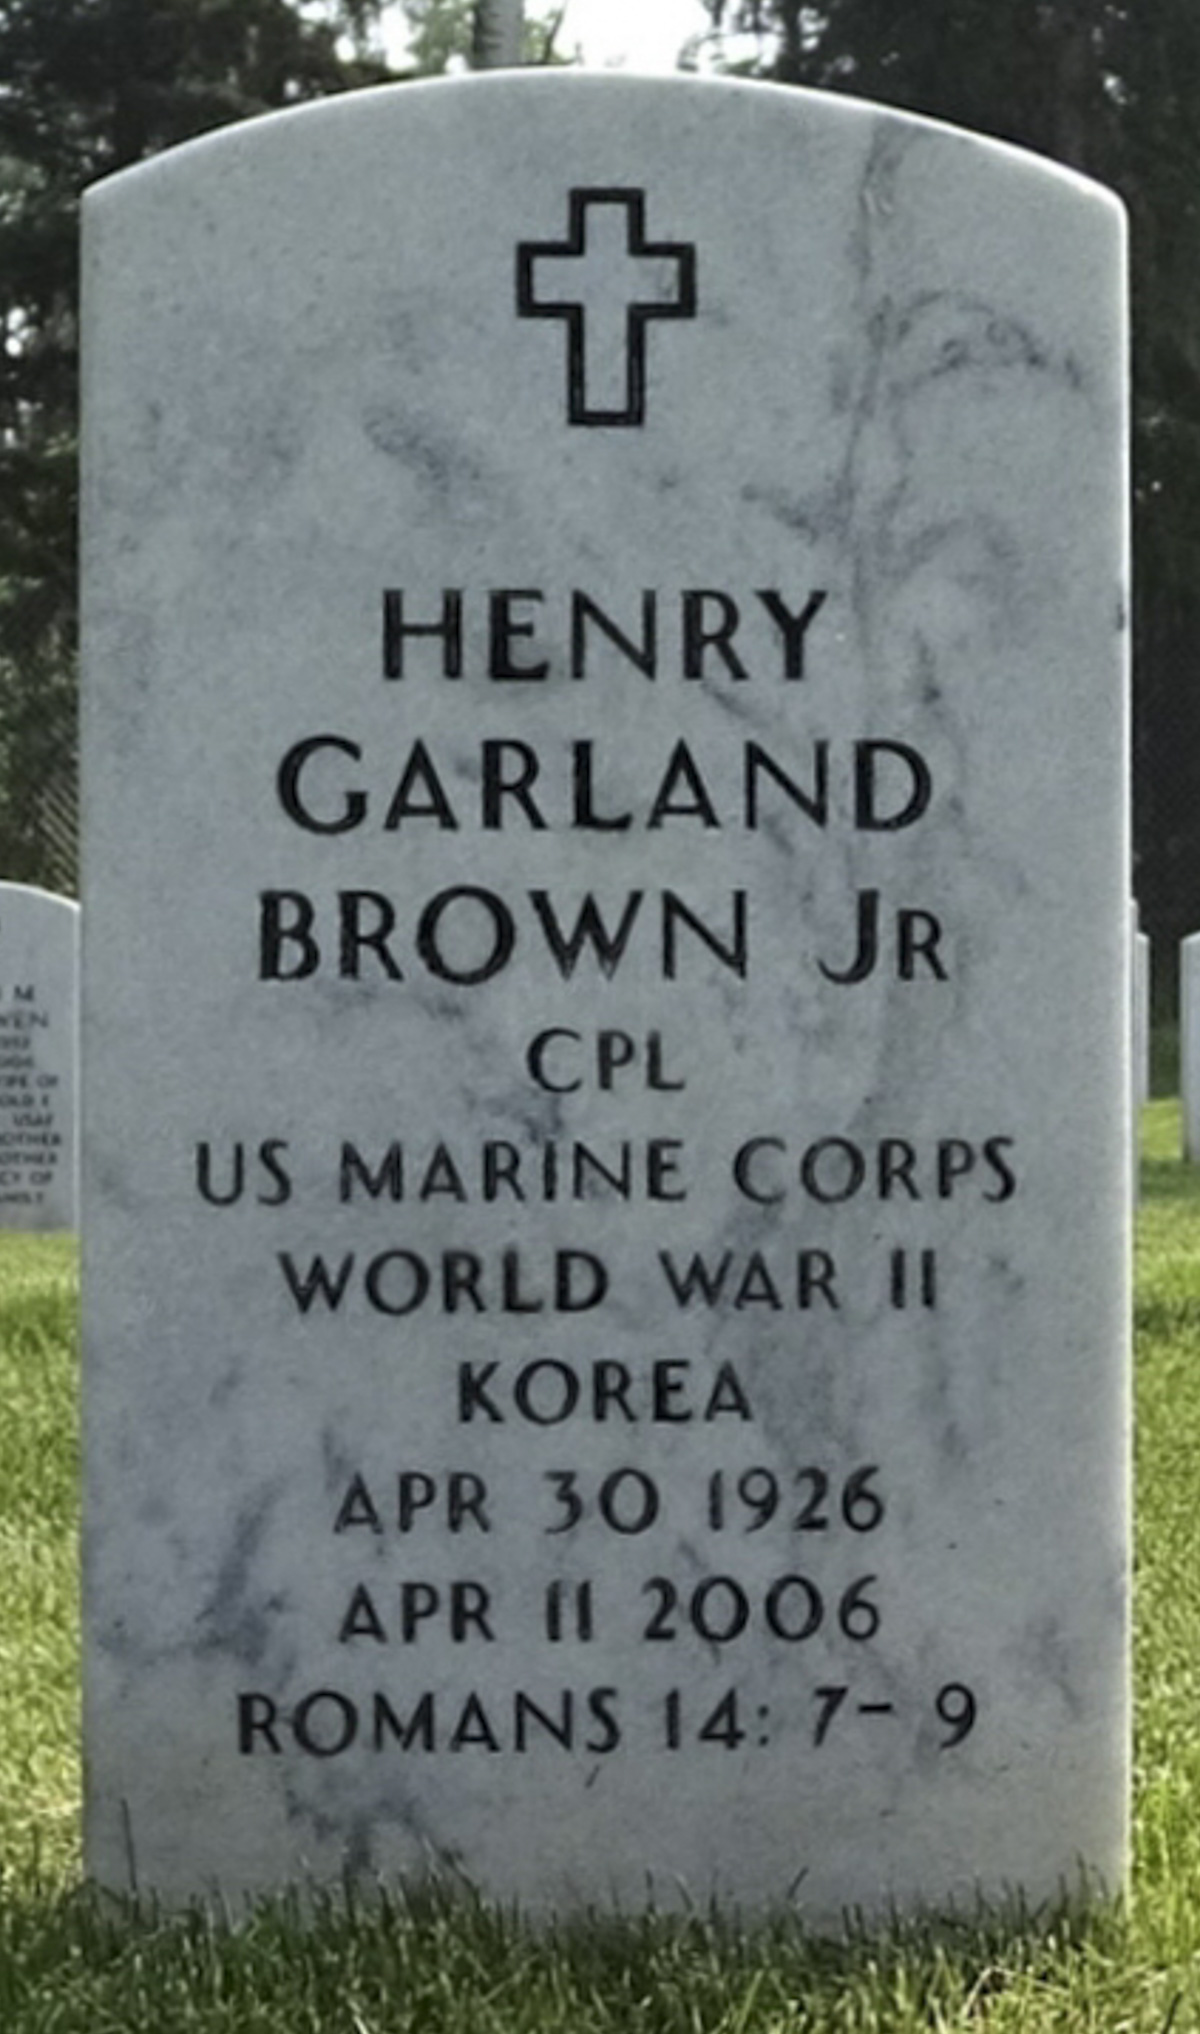 HENRY
GARLAND
BROWN JR
CPL
US MARINE CORPS
WORLD WAR II
KOREA
APR 30 1926
APR 11 2006
ROMANS 14: 7-9
M
USAF